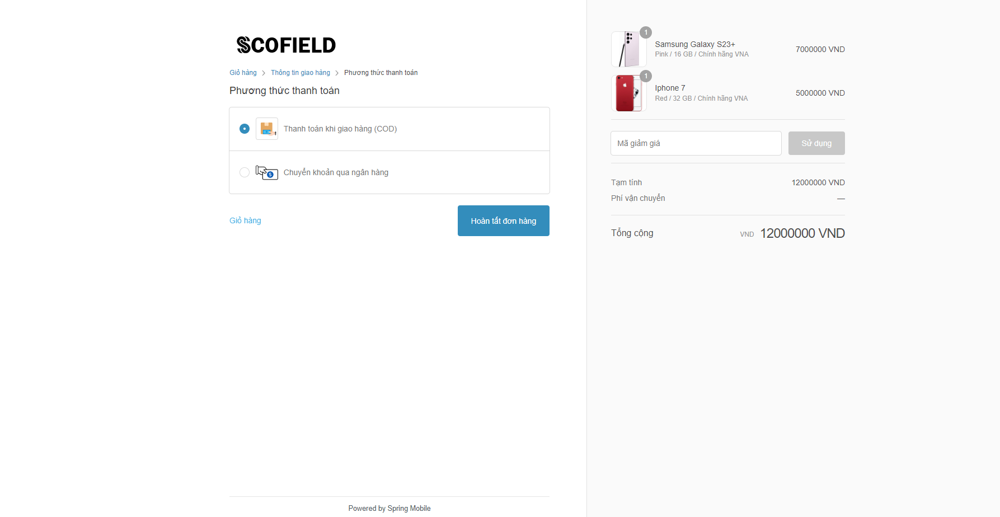 SCOFIELD
Giỏ hàng > Thông tin giao hàng > Phương thức thanh toán
Phương thức thanh toán
Thanh toán khi giao hàng (COD)
Chuyển khoản qua ngân hàng
Giỏ hàng
Hoàn tất đơn hàng
Powered by Spring Mobile
1
Samsung Galaxy S23+
Pink / 16 GB / Chính hãng VNA
7000000 VND
1
Iphone 7
Red / 32 GB / Chính hãng VNA
5000000 VND
Mã giảm giá
Sử dụng
Tạm tính 12000000 VND
Phí vận chuyển —
Tổng cộng VND 12000000 VND